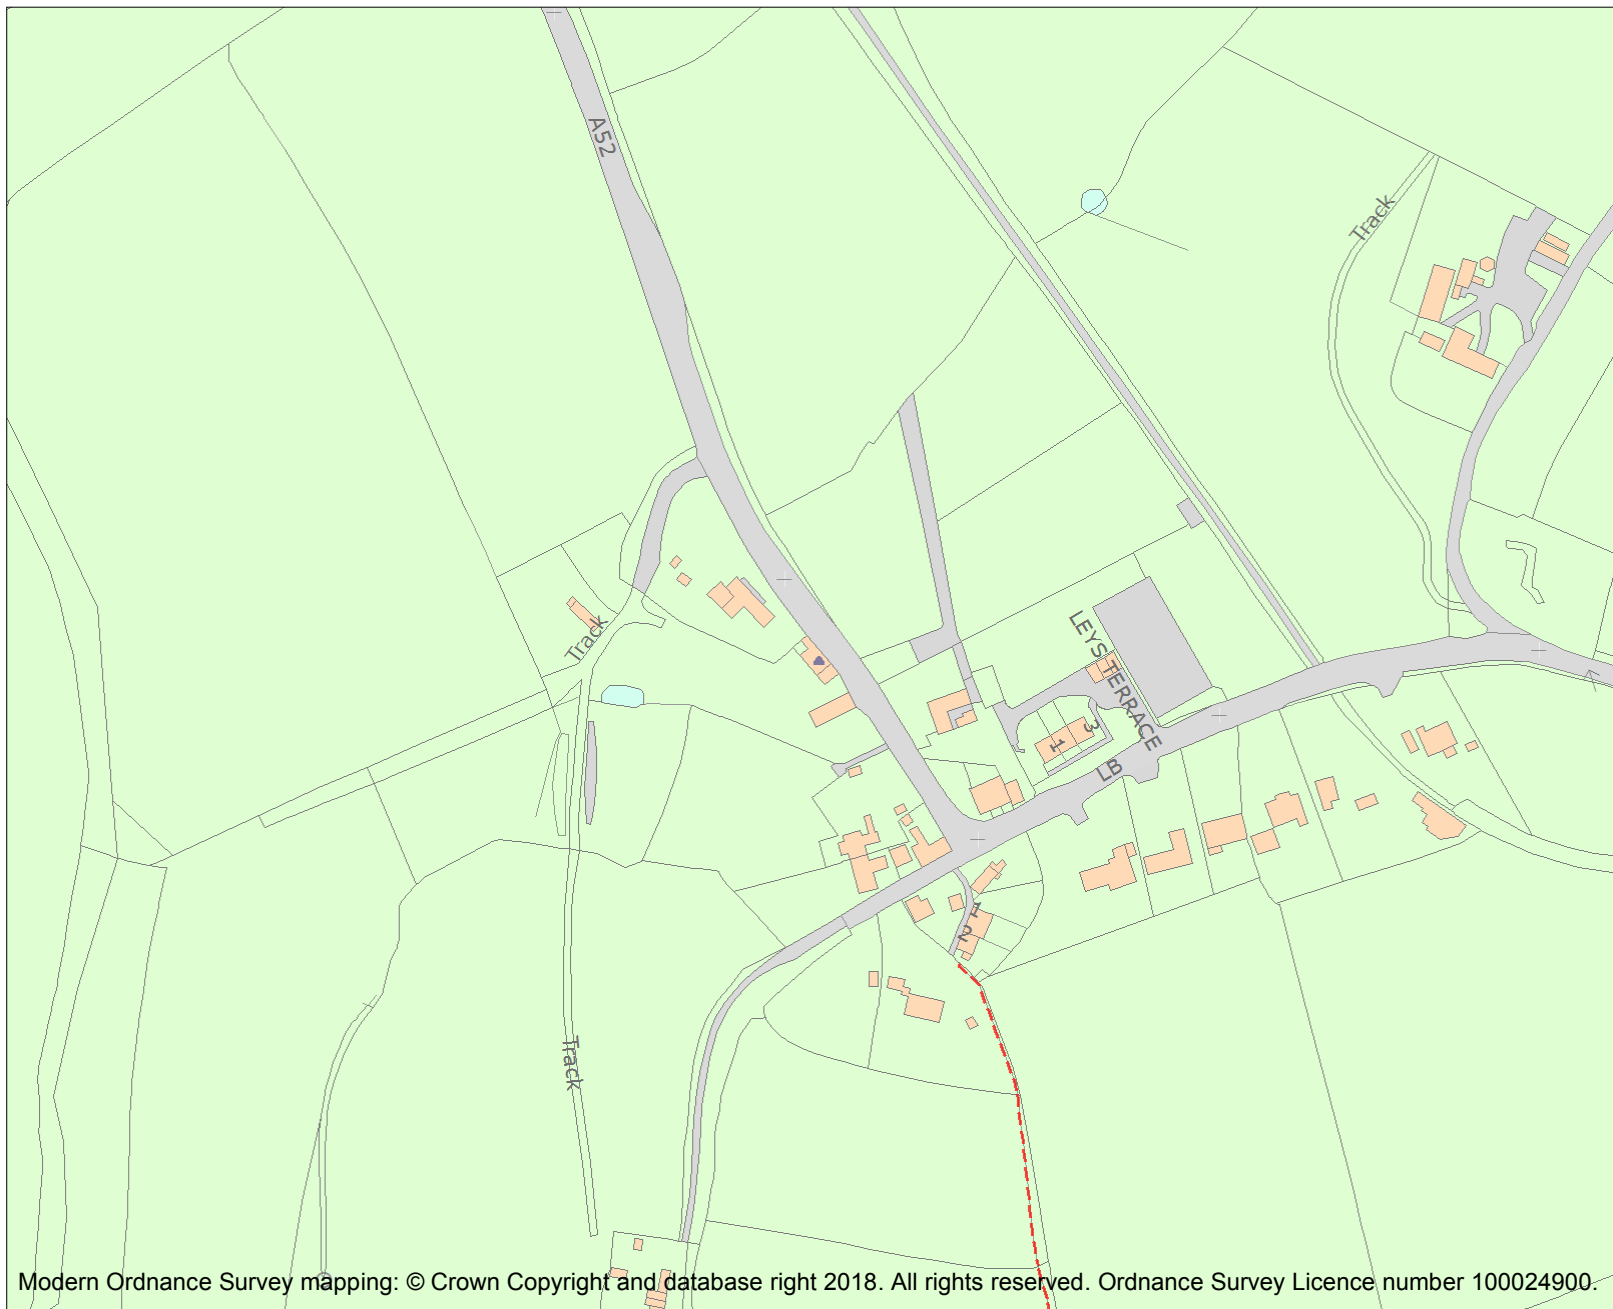 A52
Track
Track
LEYS TERRACE
3
1
LB
1
2
Track
Modern Ordnance Survey mapping: © Crown Copyright and database right 2018. All rights reserved. Ordnance Survey Licence number 100024900.